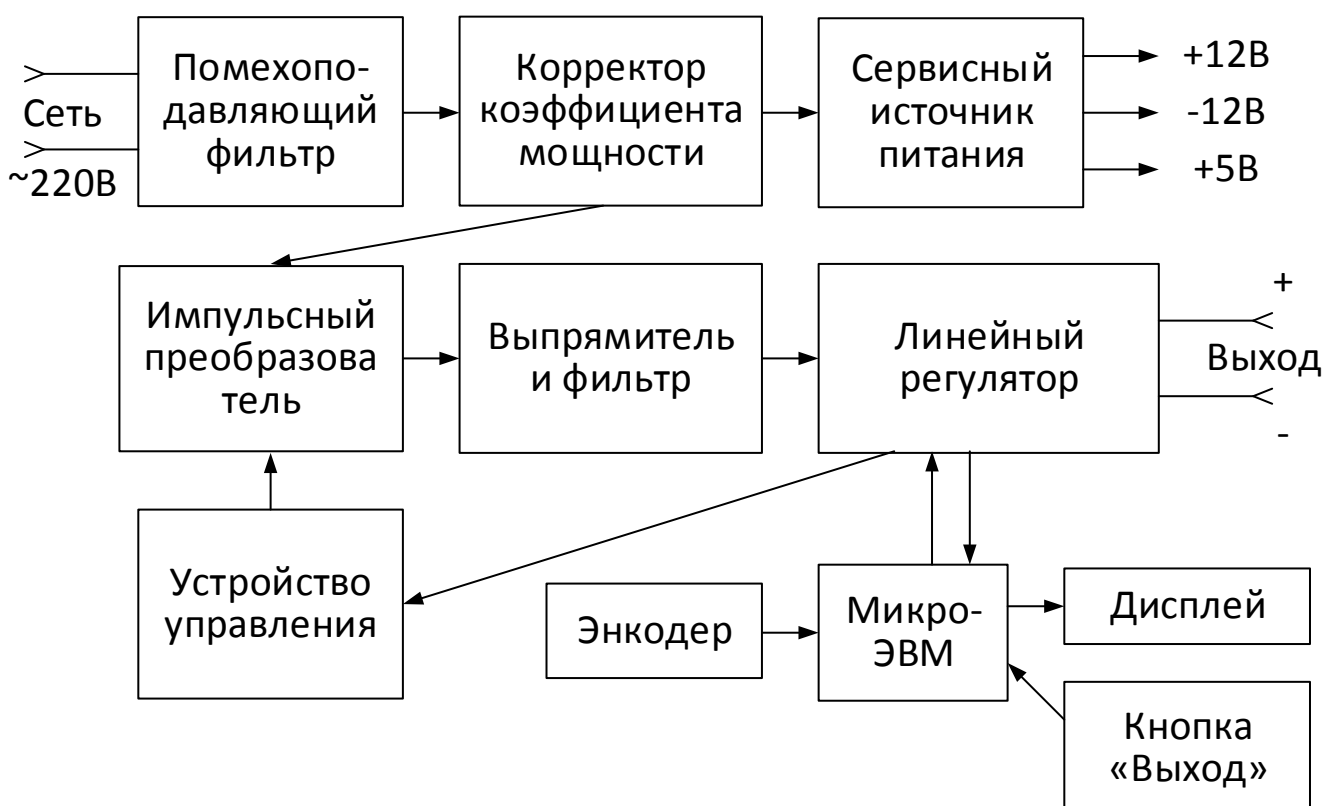 Сеть
~220В
Помехопо-
давляющий
фильтр
Корректор
коэффициента
мощности
Сервисный
источник
питания
+12В
-12В
+5В
Импульсный
преобразова
тель
Выпрямитель
и фильтр
Линейный
регулятор
+
Выход
-
Устройство
управления
Энкодер
Микро-
ЭВМ
Дисплей
Кнопка
«Выход»